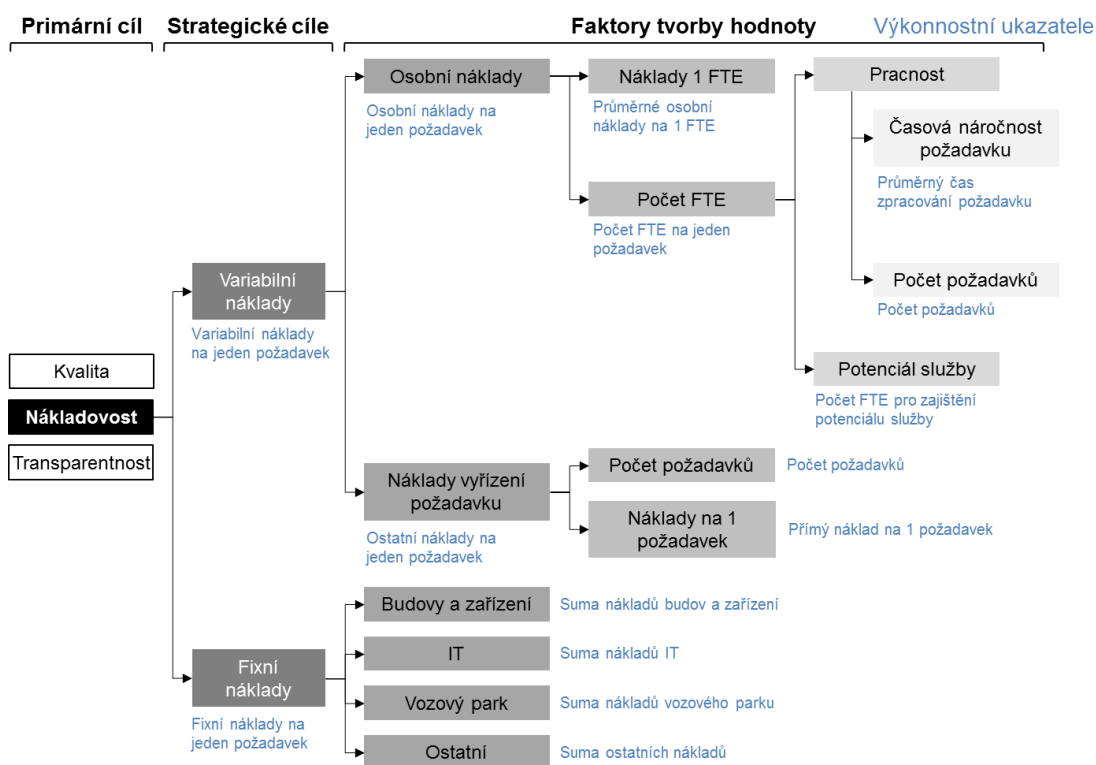 Primární cíl
Strategické cíle
Faktory tvorby hodnoty
Výkonnostní ukazatele
Kvalita
Nákladovost
Transparentnost
Variabilní
náklady
Variabilní náklady
na jeden požadavek
Fixní
náklady
Fixní náklady na
jeden požadavek
Osobní náklady
Osobní náklady na
jeden požadavek
Náklady 1 FTE
Průměrné osobní
náklady na 1 FTE
Počet FTE
Počet FTE na jeden
požadavek
Pracnost
Časová náročnost
požadavku
Průměrný čas
zpracování požadavku
Počet požadavků
Počet požadavků
Potenciál služby
Počet FTE pro zajištění
potenciálu služby
Náklady vyřízení
požadavku
Ostatní náklady na
jeden požadavek
Počet požadavků
Počet požadavků
Náklady na 1
požadavek
Přímý náklad na 1 požadavek
Budovy a zařízení
Suma nákladů budov a zařízení
IT
Suma nákladů IT
Vozový park
Suma nákladů vozového parku
Ostatní
Suma ostatních nákladů